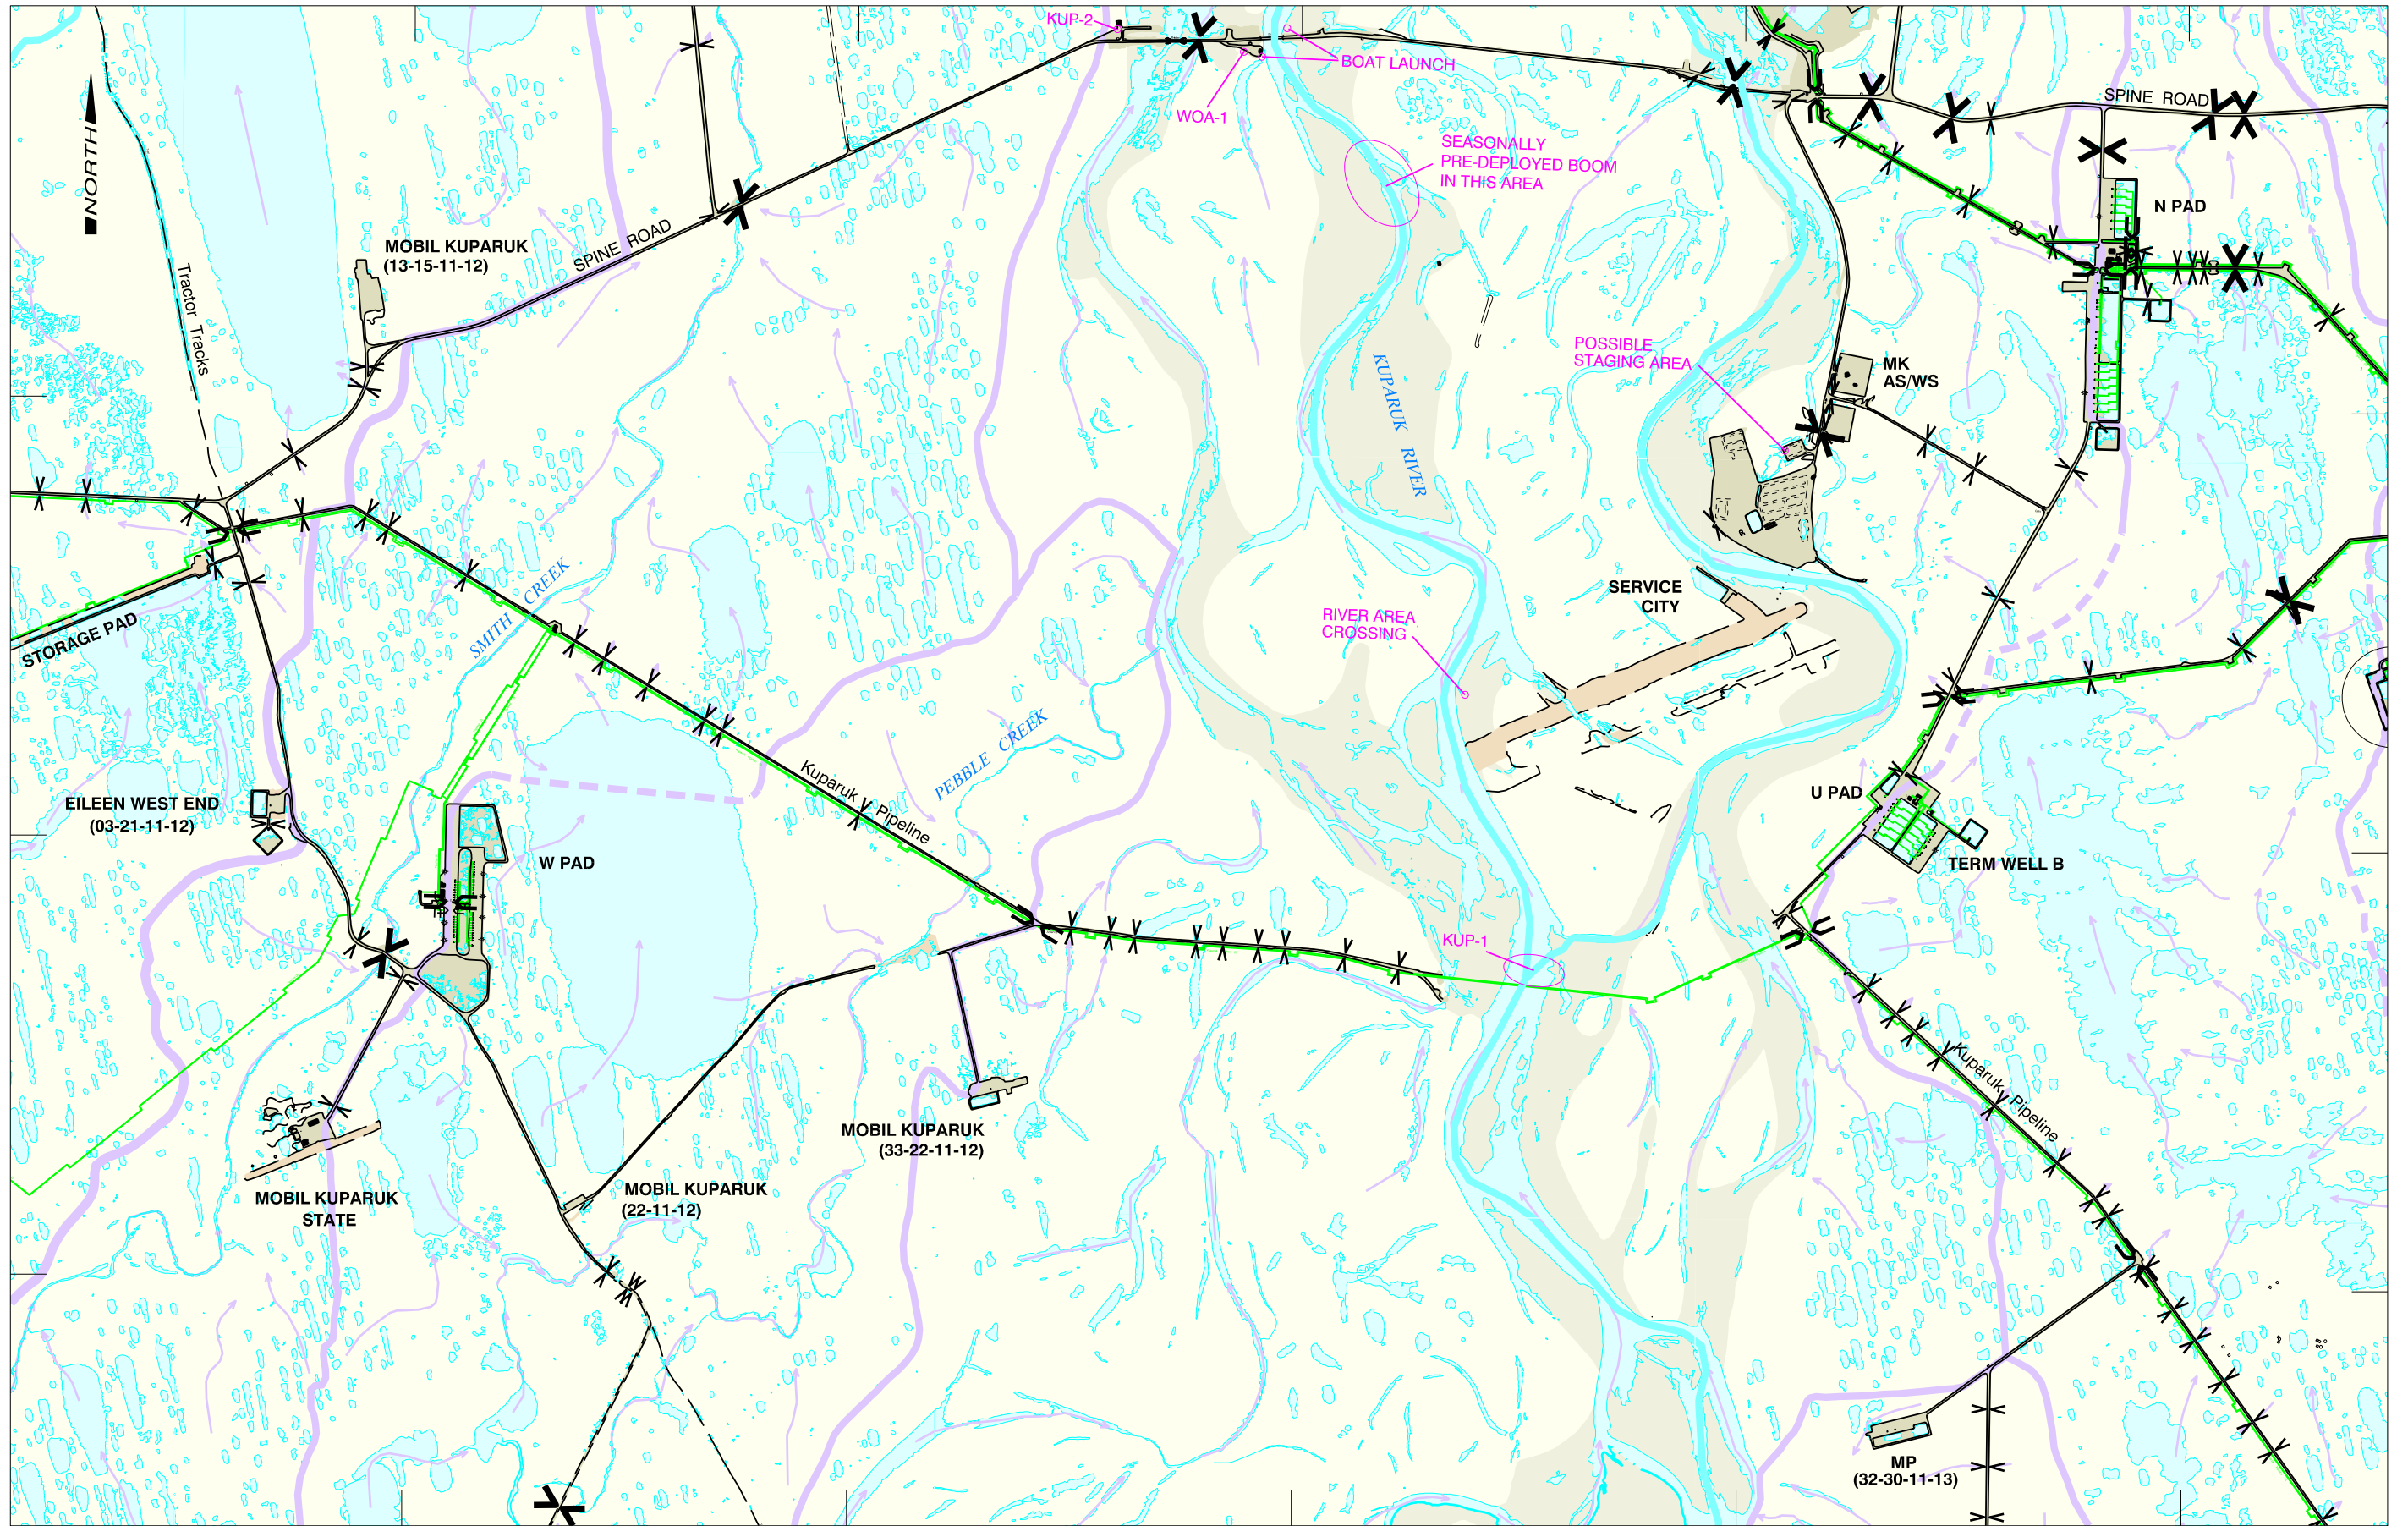 KUP-2
BOAT LAUNCH
WOA-1
SPINE ROAD
NORTH
SEASONALLY
PRE-DEPLOYED BOOM
IN THIS AREA
N PAD
MOBIL KUPARUK
(13-15-11-12)
SPINE ROAD
Tractor Tracks
KUPARUK RIVER
POSSIBLE
STAGING AREA
MK
AS/WS
SMITH CREEK
STORAGE PAD
SERVICE
CITY
RIVER AREA
CROSSING
PEBBLE CREEK
Kuparuk Pipeline
EILEEN WEST END
(03-21-11-12)
W PAD
U PAD
TERM WELL B
KUP-1
Kuparuk Pipeline
MOBIL KUPARUK
(33-22-11-12)
MOBIL KUPARUK
STATE
MOBIL KUPARUK
(22-11-12)
MP
(32-30-11-13)